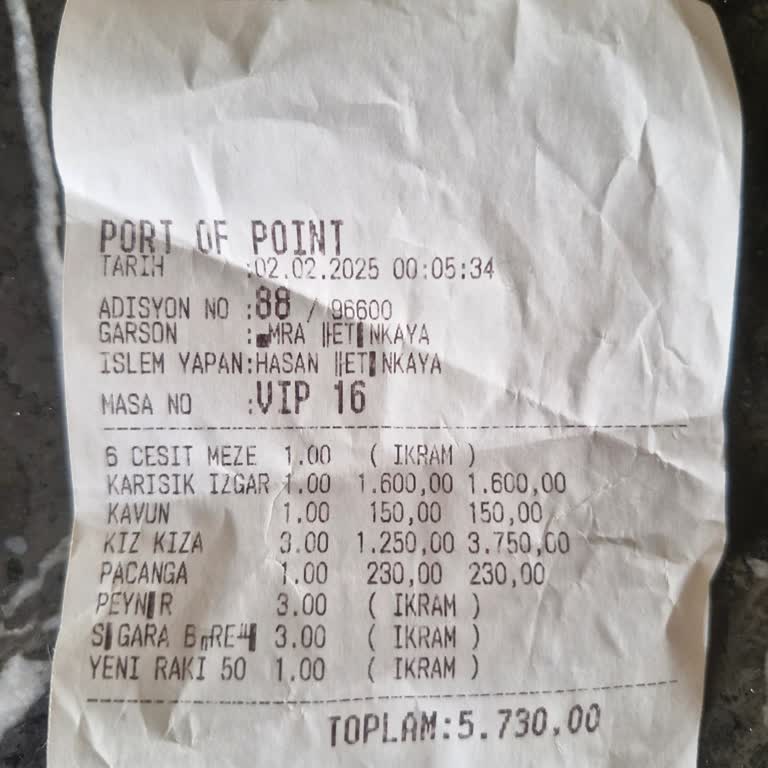 PORT OF POINT
TARIH :02.02.2025 00:05:34
ADISYON NO :88 / 96600
GARSON :
ISLEM YAPAN:HASAN
MASA NO :VIP 16
6 CESIT MEZE 1.00 ( IKRAM )
KARISIK IZGAR 1.00 1.600,00 1.600,00
KAVUN 1.00 150,00 150,00
KIZ KIZA 3.00 1.250,00 3.750,00
PACANGA 1.00 230,00 230,00
3.00 ( IKRAM )
3.00 ( IKRAM )
YENI RAKI 50 1.00 ( IKRAM )
TOPLAM:5.730,00